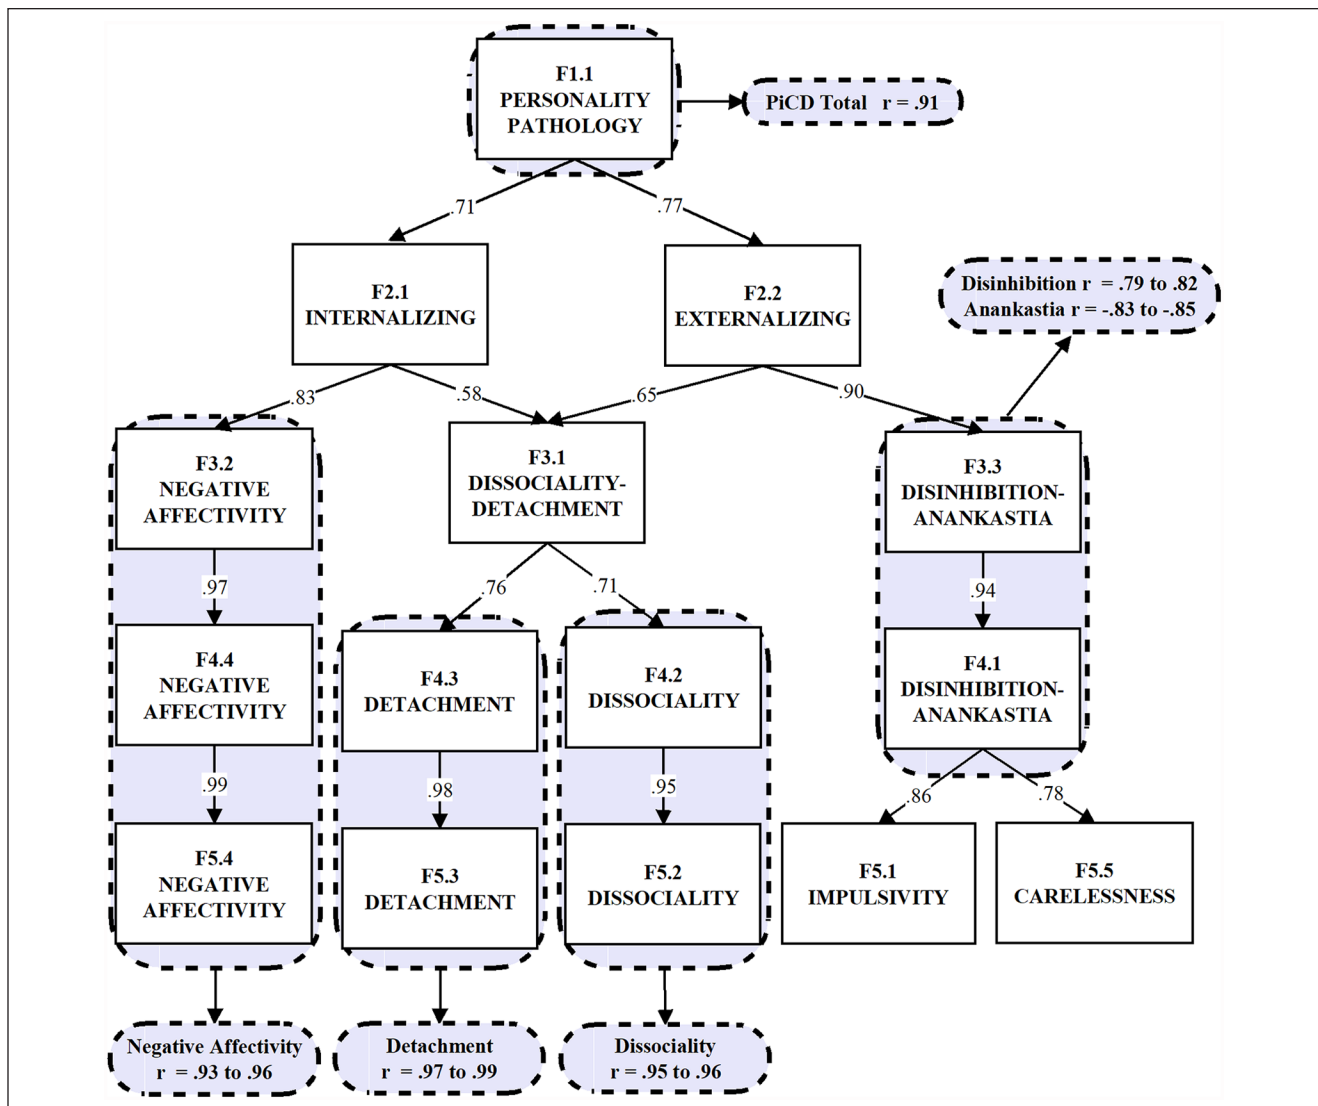 F1.1
PERSONALITY
PATHOLOGY
PiCD Total   r = .91
.71
.77
F2.1
INTERNALIZING
F2.2
EXTERNALIZING
Disinhibition r  = .79 to .82
Anankastia r = -.83 to -.85
.83
.58
.65
.90
F3.2
NEGATIVE
AFFECTIVITY
F3.1
DISSOCIALITY-
DETACHMENT
F3.3
DISINHIBITION-
ANANKASTIA
.97
.76
.71
.94
F4.4
NEGATIVE
AFFECTIVITY
F4.3
DETACHMENT
F4.2
DISSOCIALITY
F4.1
DISINHIBITION-
ANANKASTIA
.99
.98
.95
.86
.78
F5.4
NEGATIVE
AFFECTIVITY
F5.3
DETACHMENT
F5.2
DISSOCIALITY
F5.1
IMPULSIVITY
F5.5
CARELESSNESS
Negative Affectivity
r  = .93 to .96
Detachment
r  = .97 to .99
Dissociality
r = .95 to .96